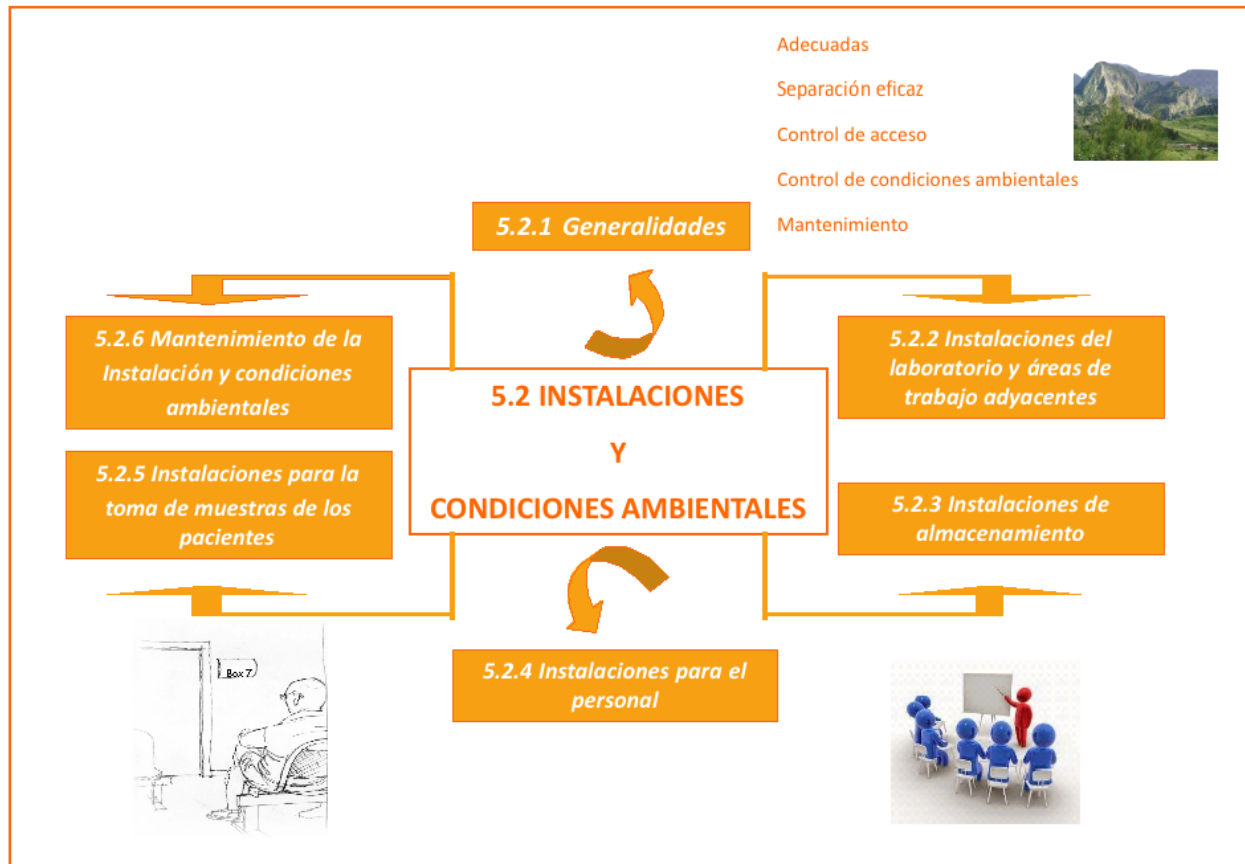 Adecuadas
Separación eficaz
Control de acceso
Control de condiciones ambientales
Mantenimiento
5.2.1 Generalidades
5.2.6 Mantenimiento de la
Instalación y condiciones
ambientales
5.2.2 Instalaciones del
laboratorio y áreas de
trabajo adyacentes
5.2 INSTALACIONES
Y
CONDICIONES AMBIENTALES
5.2.5 Instalaciones para la
toma de muestras de los
pacientes
5.2.3 Instalaciones de
almacenamiento
5.2.4 Instalaciones para el
personal
Box 7